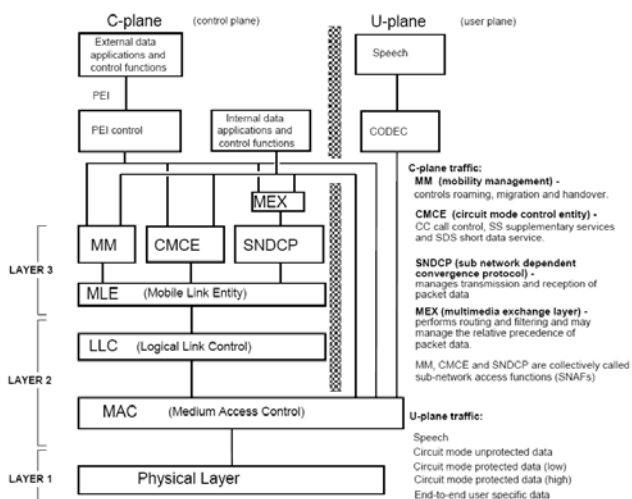 C-plane (control plane)
U-plane (user plane)
External data
applications and
control functions
Speech
PEI
PEI control
Internal data
applications and
control functions
CODEC
MEX
MM
CMCE
SNDCP
LAYER 3
MLE (Mobile Link Entity)
LLC (Logical Link Control)
LAYER 2
MAC (Medium Access Control)
LAYER 1
Physical Layer
C-plane traffic:
MM (mobility management) -
controls roaming, migration and handover.
CMCE (circuit mode control entity) -
CC call control, SS supplementary services
and SDS short data service.
SNDCP (sub network dependent
convergence protocol) -
manages transmission and reception of
packet data
MEX (multimedia exchange layer) -
performs routing and filtering and may
manage the relative precedence of
packet data.
MM, CMCE and SNDCP are collectively called
sub-network access functions (SNAFs)
U-plane traffic:
Speech
Circuit mode unprotected data
Circuit mode protected data (low)
Circuit mode protected data (high)
End-to-end user specific data